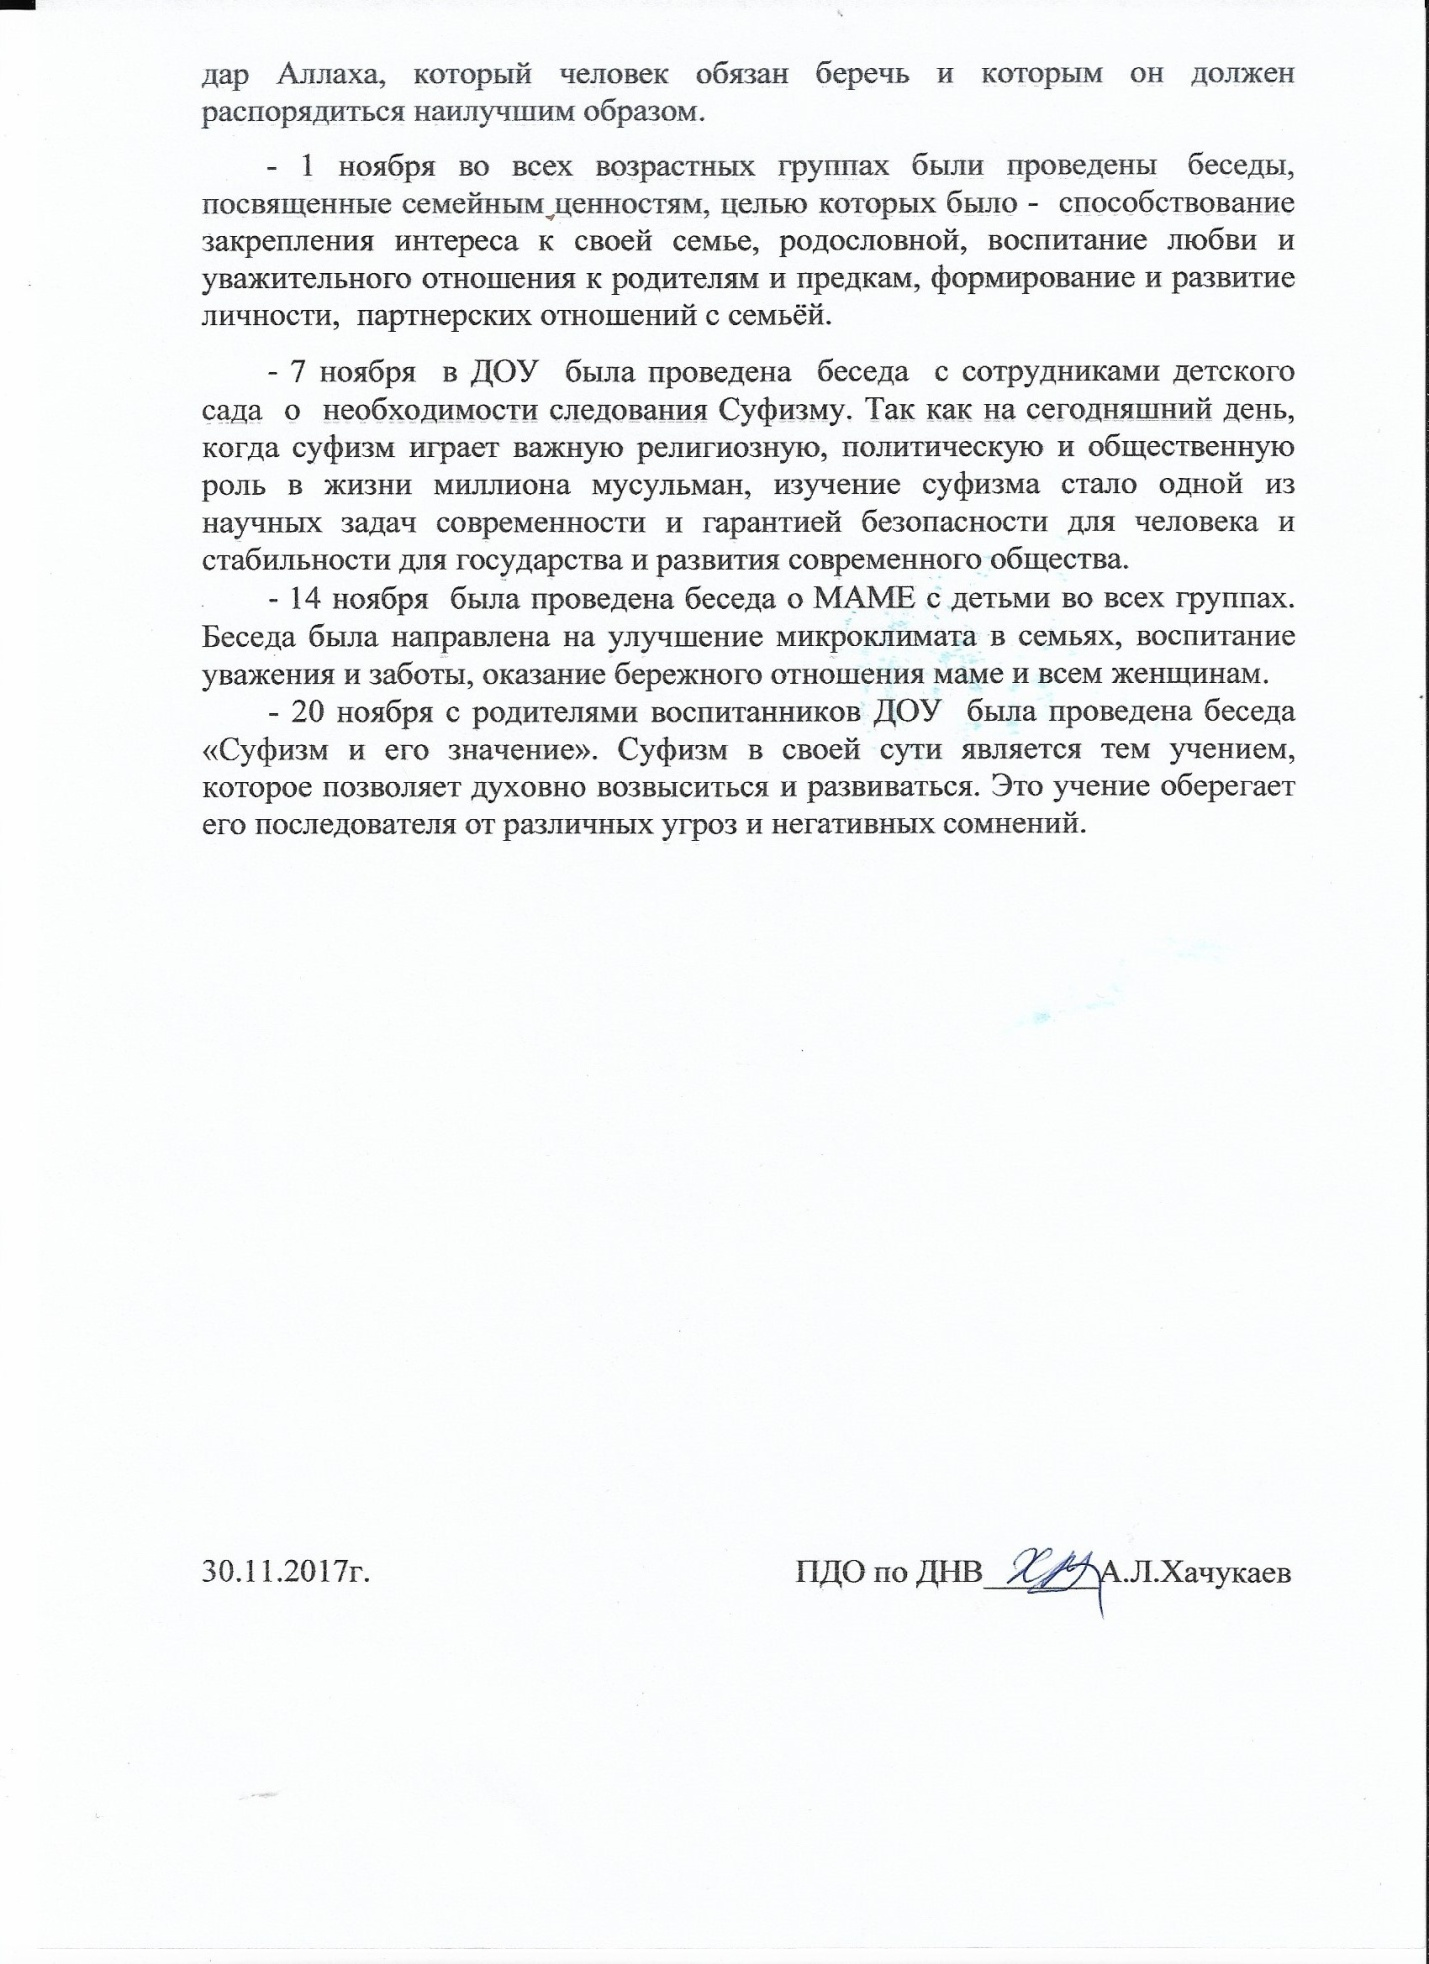 дар Аллаха, который человек обязан беречь и которым он должен
распорядиться наилучшим образом.
- 1 ноября во всех возрастных группах были проведены беседы,
посвященные семейным ценностям, целью которых было - способствование
закрепления интереса к своей семье, родословной, воспитание любви и
уважительного отношения к родителям и предкам, формирование и развитие
личности, партнерских отношений с семьёй.
- 7 ноября в ДОУ была проведена беседа с сотрудниками детского
сада о необходимости следования Суфизму. Так как на сегодняшний день,
когда суфизм играет важную религиозную, политическую и общественную
роль в жизни миллиона мусульман, изучение суфизма стало одной из
научных задач современности и гарантией безопасности для человека и
стабильности для государства и развития современного общества.
- 14 ноября была проведена беседа о МАМЕ с детьми во всех группах.
Беседа была направлена на улучшение микроклимата в семьях, воспитание
уважения и заботы, оказание бережного отношения маме и всем женщинам.
- 20 ноября с родителями воспитанников ДОУ была проведена беседа
«Суфизм и его значение». Суфизм в своей сути является тем учением,
которое позволяет духовно возвыситься и развиваться. Это учение оберегает
его последователя от различных угроз и негативных сомнений.
30.11.2017г. ПДО по ДНВ_______А.Л.Хачукаев